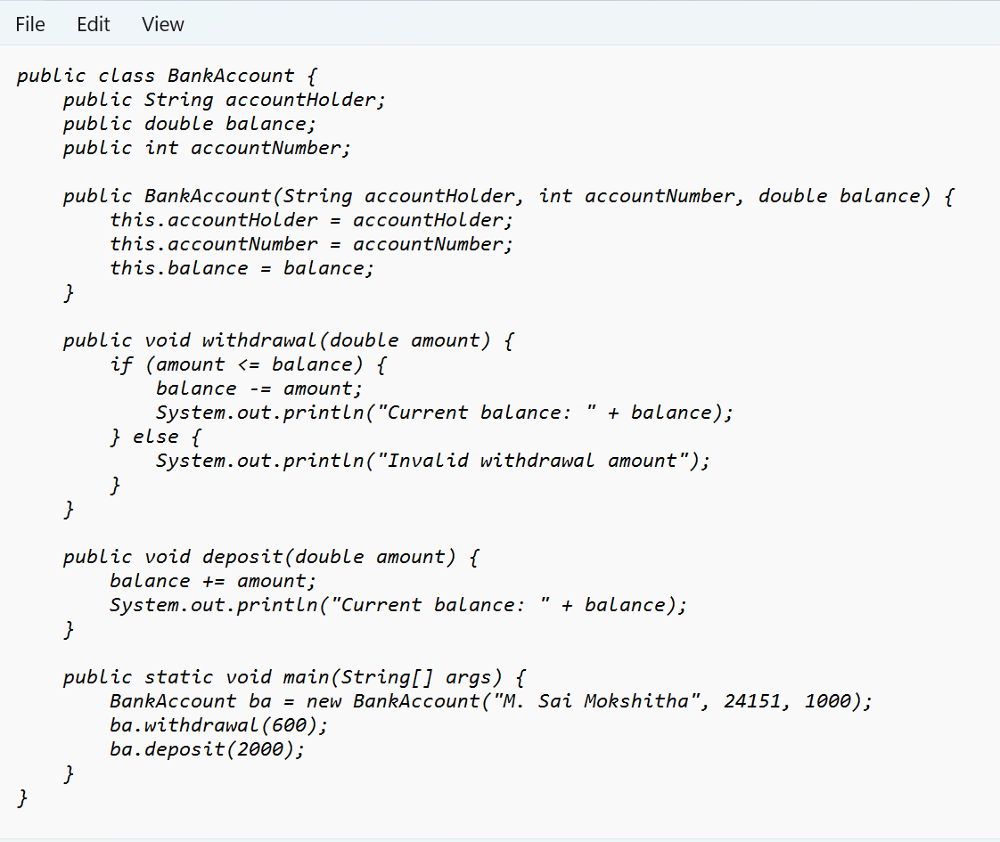 File Edit View
public class BankAccount {
    public String accountHolder;
    public double balance;
    public int accountNumber;

    public BankAccount(String accountHolder, int accountNumber, double balance) {
        this.accountHolder = accountHolder;
        this.accountNumber = accountNumber;
        this.balance = balance;
    }

    public void withdrawal(double amount) {
        if (amount <= balance) {
            balance -= amount;
            System.out.println("Current balance: " + balance);
        } else {
            System.out.println("Invalid withdrawal amount");
        }
    }

    public void deposit(double amount) {
        balance += amount;
        System.out.println("Current balance: " + balance);
    }

    public static void main(String[] args) {
        BankAccount ba = new BankAccount("M. Sai Mokshitha", 24151, 1000);
        ba.withdrawal(600);
        ba.deposit(2000);
    }
}